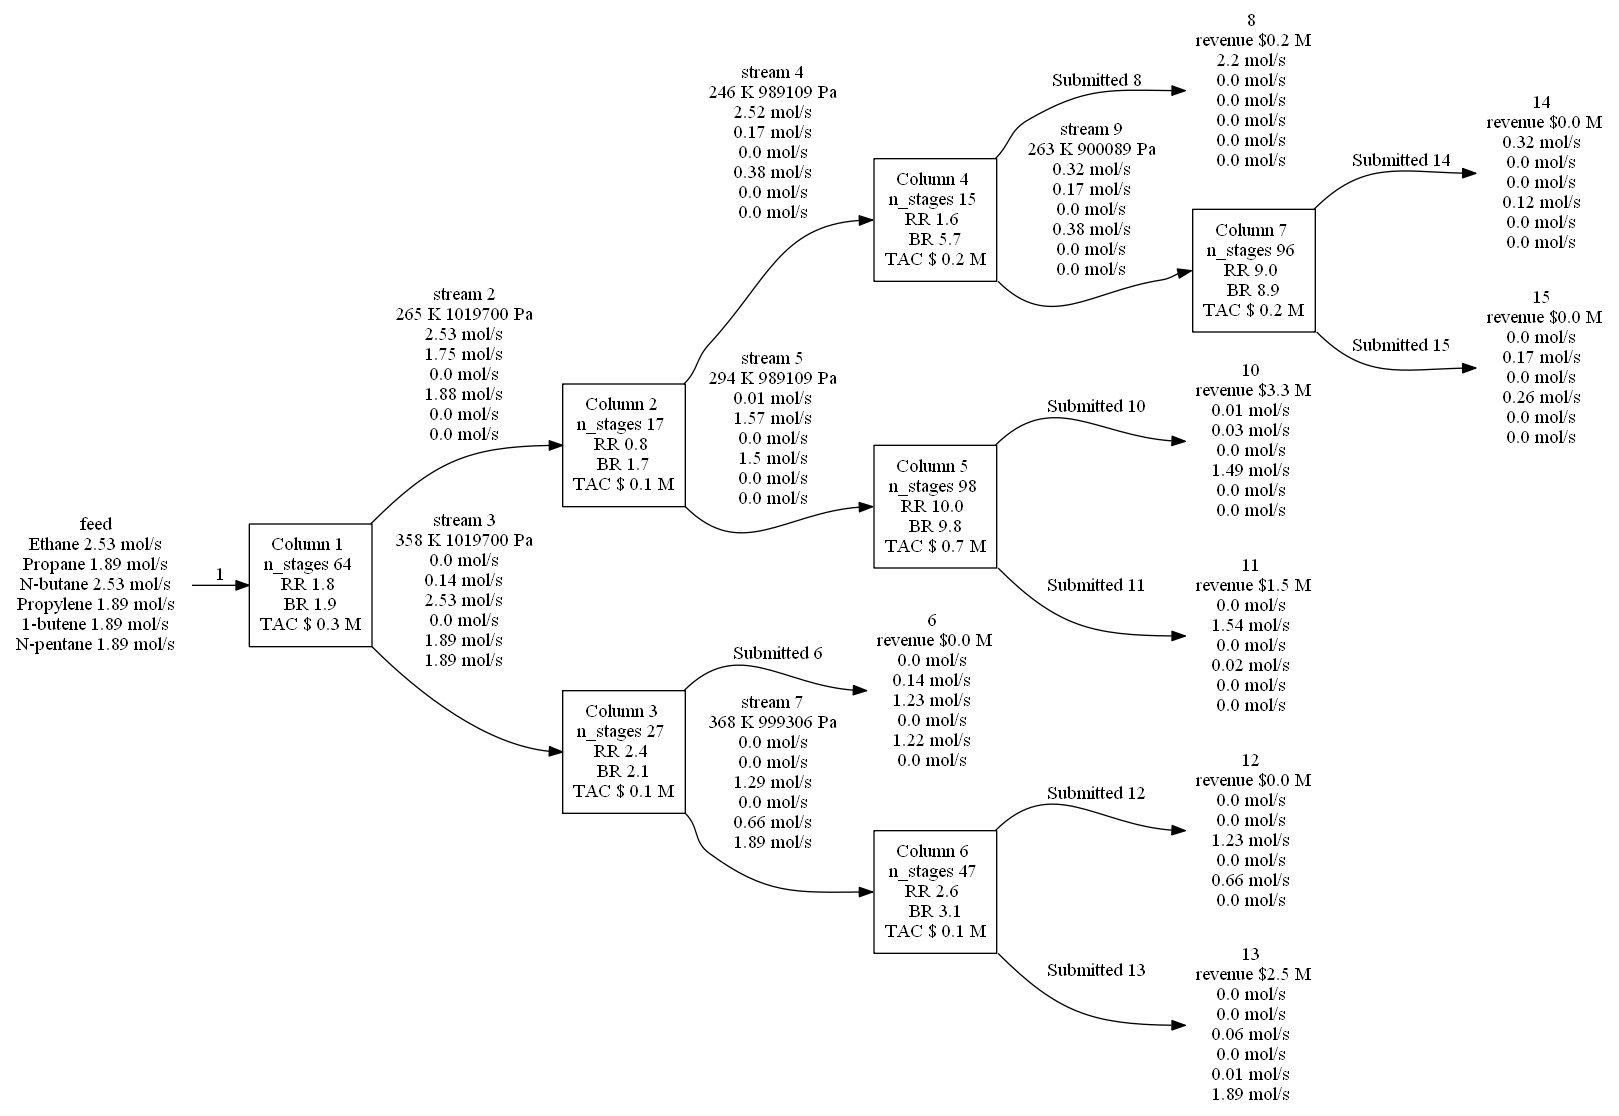 feed
Ethane 2.53 mol/s
Propane 1.89 mol/s
N-butane 2.53 mol/s
Propylene 1.89 mol/s
1-butene 1.89 mol/s
N-pentane 1.89 mol/s
1
Column 1
n_stages 64
RR 1.8
BR 1.9
TAC $ 0.3 M
stream 2
265 K 1019700 Pa
2.53 mol/s
1.75 mol/s
0.0 mol/s
1.88 mol/s
0.0 mol/s
0.0 mol/s
stream 3
358 K 1019700 Pa
0.0 mol/s
0.14 mol/s
2.53 mol/s
0.0 mol/s
1.89 mol/s
1.89 mol/s
Column 2
n_stages 17
RR 0.8
BR 1.7
TAC $ 0.1 M
Column 3
n_stages 27
RR 2.4
BR 2.1
TAC $ 0.1 M
stream 4
246 K 989109 Pa
2.52 mol/s
0.17 mol/s
0.0 mol/s
0.38 mol/s
0.0 mol/s
0.0 mol/s
stream 5
294 K 989109 Pa
0.01 mol/s
1.57 mol/s
0.0 mol/s
1.5 mol/s
0.0 mol/s
0.0 mol/s
Submitted 6
6
revenue $0.0 M
0.0 mol/s
0.14 mol/s
1.23 mol/s
0.0 mol/s
1.22 mol/s
0.0 mol/s
stream 7
368 K 999306 Pa
0.0 mol/s
0.0 mol/s
1.29 mol/s
0.0 mol/s
0.66 mol/s
1.89 mol/s
Column 4
n_stages 15
RR 1.6
BR 5.7
TAC $ 0.2 M
Column 5
n_stages 98
RR 10.0
BR 9.8
TAC $ 0.7 M
Column 6
n_stages 47
RR 2.6
BR 3.1
TAC $ 0.1 M
Submitted 8
8
revenue $0.2 M
2.2 mol/s
0.0 mol/s
0.0 mol/s
0.0 mol/s
0.0 mol/s
0.0 mol/s
stream 9
263 K 900089 Pa
0.32 mol/s
0.17 mol/s
0.0 mol/s
0.38 mol/s
0.0 mol/s
0.0 mol/s
Column 7
n_stages 96
RR 9.0
BR 8.9
TAC $ 0.2 M
Submitted 14
14
revenue $0.0 M
0.32 mol/s
0.0 mol/s
0.0 mol/s
0.12 mol/s
0.0 mol/s
0.0 mol/s
Submitted 15
15
revenue $0.0 M
0.0 mol/s
0.17 mol/s
0.0 mol/s
0.26 mol/s
0.0 mol/s
0.0 mol/s
Submitted 10
10
revenue $3.3 M
0.01 mol/s
0.03 mol/s
0.0 mol/s
1.49 mol/s
0.0 mol/s
0.0 mol/s
Submitted 11
11
revenue $1.5 M
0.0 mol/s
1.54 mol/s
0.0 mol/s
0.02 mol/s
0.0 mol/s
0.0 mol/s
Submitted 12
12
revenue $0.0 M
0.0 mol/s
0.0 mol/s
1.23 mol/s
0.0 mol/s
0.66 mol/s
0.0 mol/s
Submitted 13
13
revenue $2.5 M
0.0 mol/s
0.0 mol/s
0.06 mol/s
0.0 mol/s
0.01 mol/s
1.89 mol/s